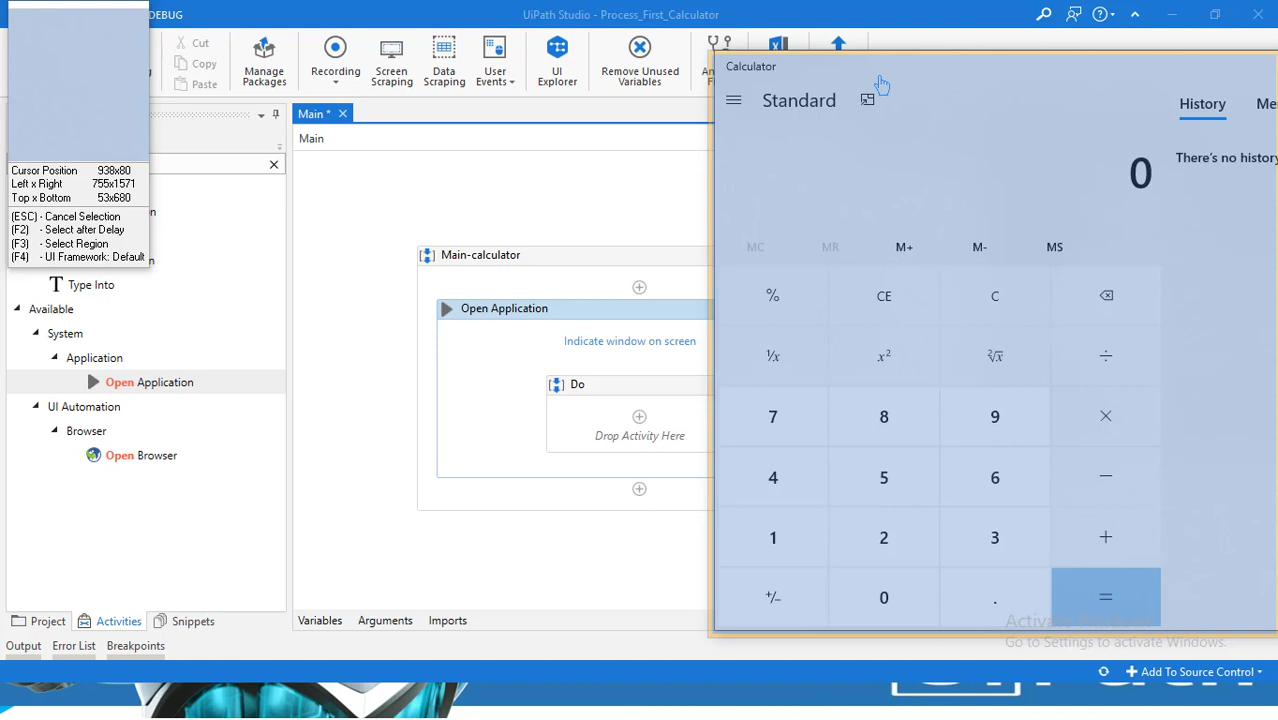 DEBUG
UiPath Studio - Process_First_Calculator
Cut
Copy
Paste
Manage Packages
Recording
Screen Scraping
Data Scraping
User Events
UI Explorer
Remove Unused Variables
Main *
Main
Cursor Position 938x80
Left x Right 755x1571
Top x Bottom 53x680
(ESC) - Cancel Selection
(F2) - Select after Delay
(F3) - Select Region
(F4) - UI Framework: Default
Type Into
Available
System
Application
Open Application
UI Automation
Browser
Open Browser
Main-calculator
Open Application
Indicate window on screen
Do
Drop Activity Here
Calculator
Standard
History
There's no history
0
MC MR M+ M- MS
% CE C
¹/x x² ²√x ÷
7 8 9 ×
4 5 6 −
1 2 3 +
+/− 0 . =
Go to Settings to activate Windows.
Project Activities Snippets
Variables Arguments Imports
Output Error List Breakpoints
Add To Source Control